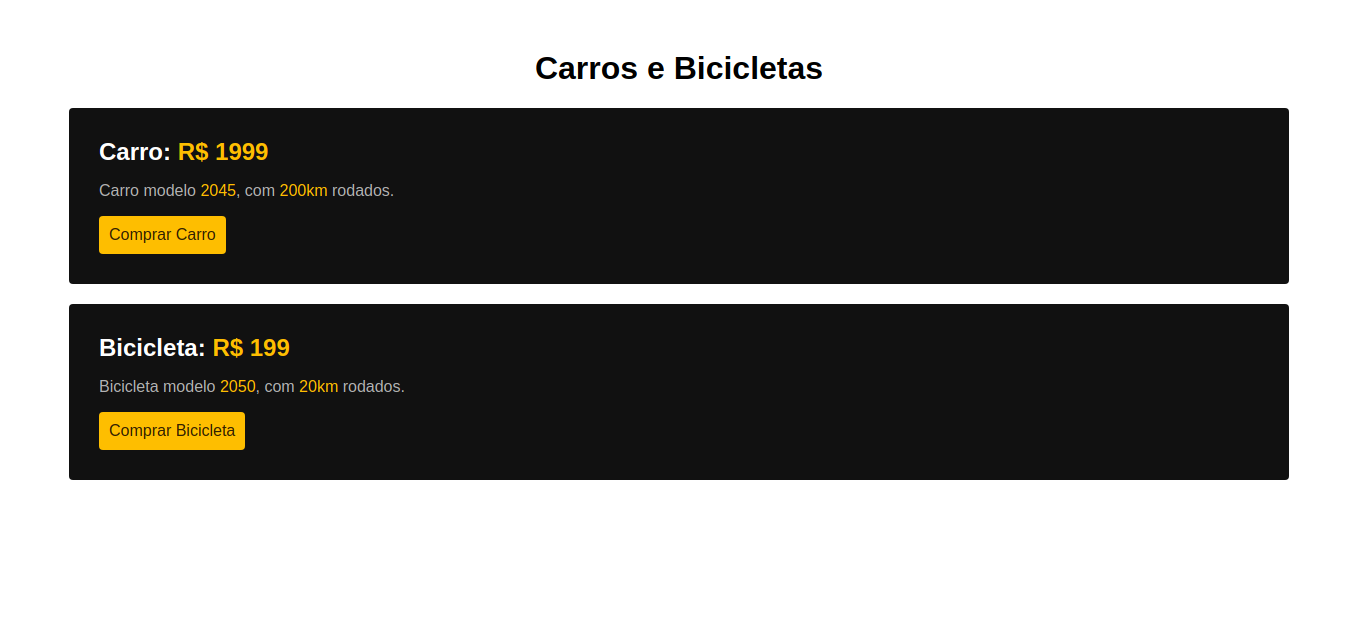 Carros e Bicicletas
Carro: R$ 1999
Carro modelo 2045, com 200km rodados.
Comprar Carro
Bicicleta: R$ 199
Bicicleta modelo 2050, com 20km rodados.
Comprar Bicicleta